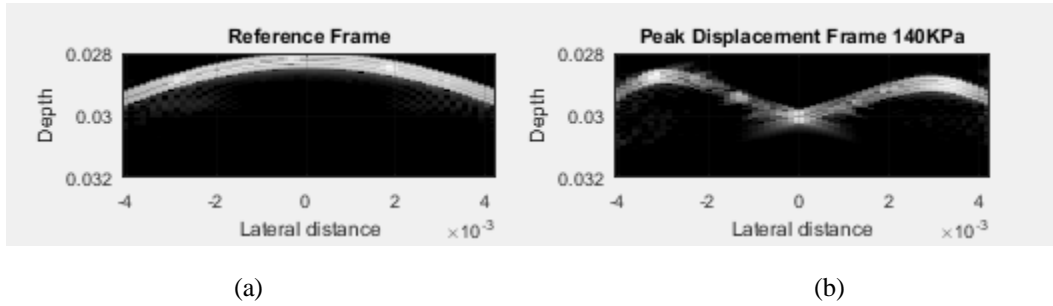 Reference Frame
0.028
0.03
0.032
Depth
-4
-2
0
2
4
Lateral distance
×10-3
Peak Displacement Frame 140KPa
0.028
0.03
0.032
Depth
-4
-2
0
2
4
Lateral distance
×10-3
(a)
(b)